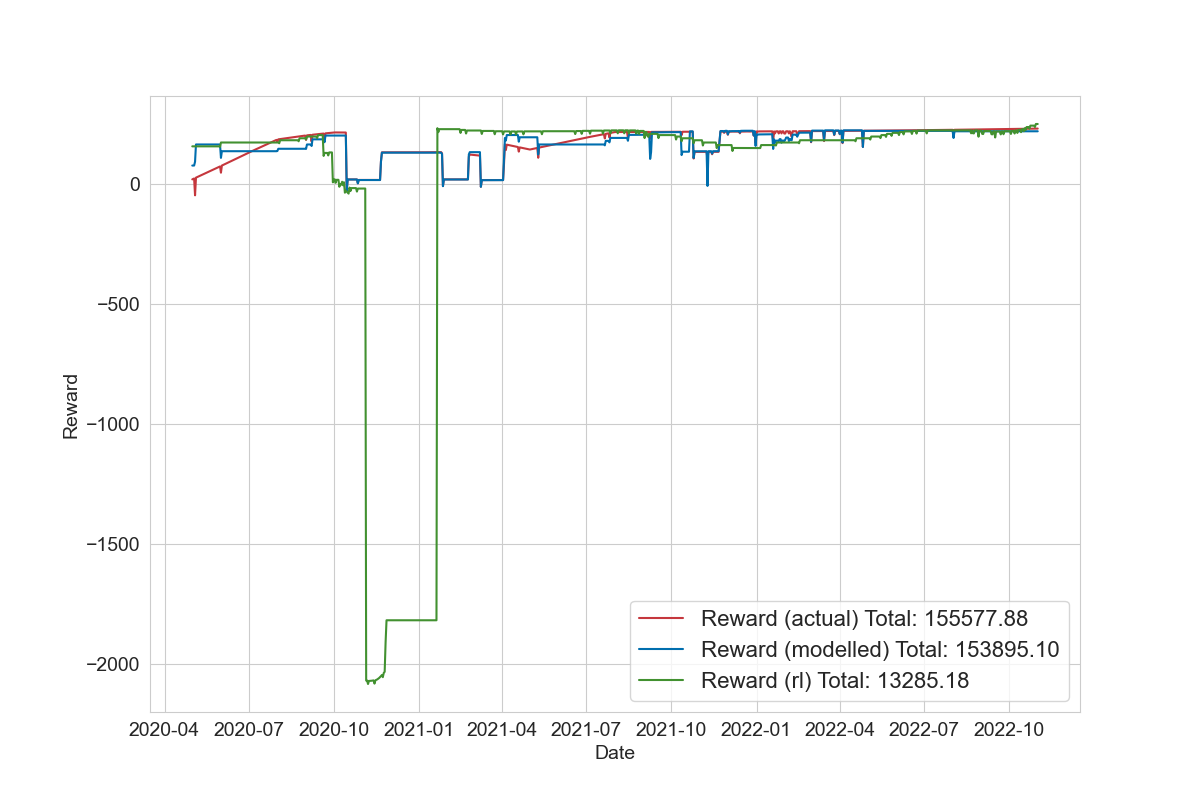 0
−500
−1000
−1500
−2000
Reward
2020-04 2020-07 2020-10 2021-01 2021-04 2021-07 2021-10 2022-01 2022-04 2022-07 2022-10
Date
Reward (actual) Total: 155577.88
Reward (modelled) Total: 153895.10
Reward (rl) Total: 13285.18